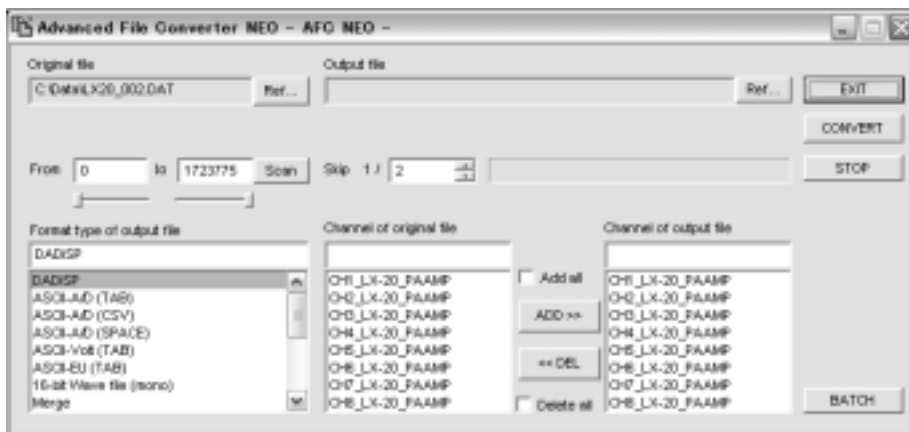 Advanced File Converter NEO - AFC NEO -
Original file
Output file
C:\Data\LX20_002.DAT
Ref...
Ref...
EXIT
CONVERT
From 0 to 1723775 Scan Skip 1 / 2
STOP
Format type of output file
Channel of original file
Channel of output file
DADiSP
DADiSP
ASCII-A/D (TAB)
ASCII-A/D (CSV)
ASCII-A/D (SPACE)
ASCII-Volt (TAB)
ASCII-EU (TAB)
16-bit Wave file (mono)
Merge
CH1_LX-20_PAAMP
CH2_LX-20_PAAMP
CH3_LX-20_PAAMP
CH4_LX-20_PAAMP
CH5_LX-20_PAAMP
CH6_LX-20_PAAMP
CH7_LX-20_PAAMP
CH8_LX-20_PAAMP
Add all
ADD >>
<< DEL
Delete all
CH1_LX-20_PAAMP
CH2_LX-20_PAAMP
CH3_LX-20_PAAMP
CH4_LX-20_PAAMP
CH5_LX-20_PAAMP
CH6_LX-20_PAAMP
CH7_LX-20_PAAMP
CH8_LX-20_PAAMP
BATCH